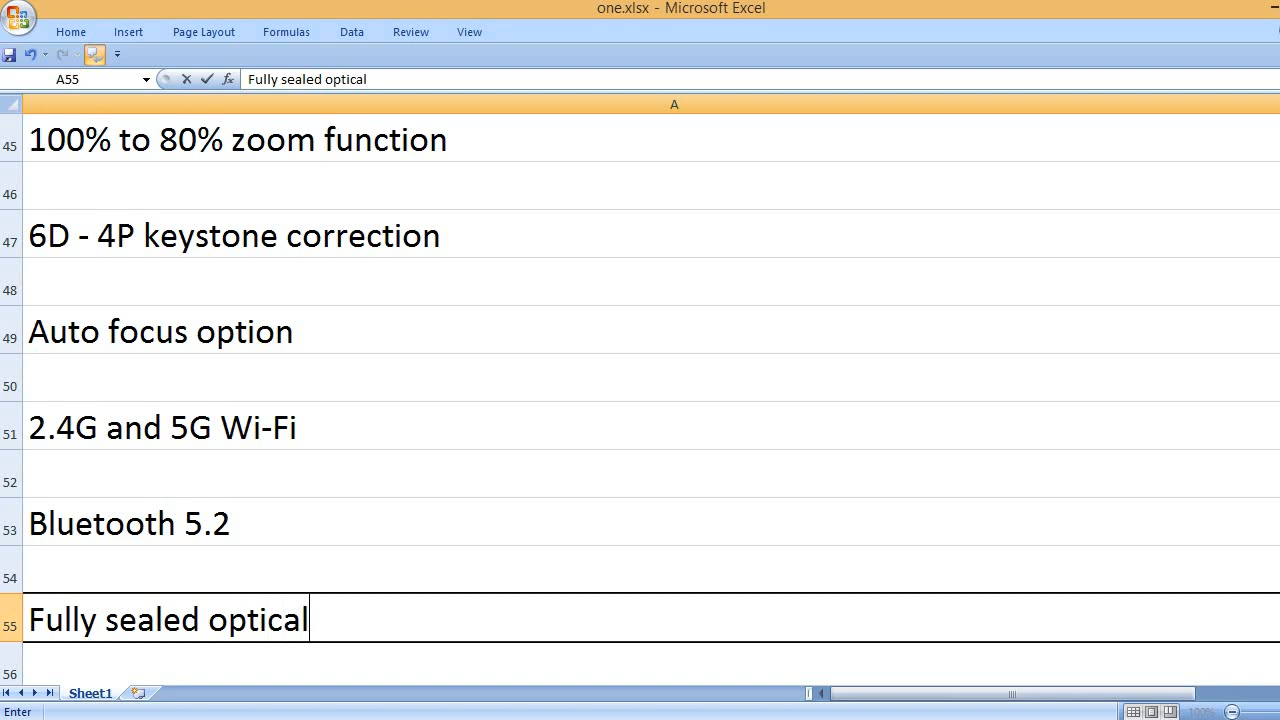 one.xlsx - Microsoft Excel
Home Insert Page Layout Formulas Data Review View
A55 fx Fully sealed optical
A
45 100% to 80% zoom function
46
47 6D - 4P keystone correction
48
49 Auto focus option
50
51 2.4G and 5G Wi-Fi
52
53 Bluetooth 5.2
54
55 Fully sealed optical
56
Sheet1
Enter 100%